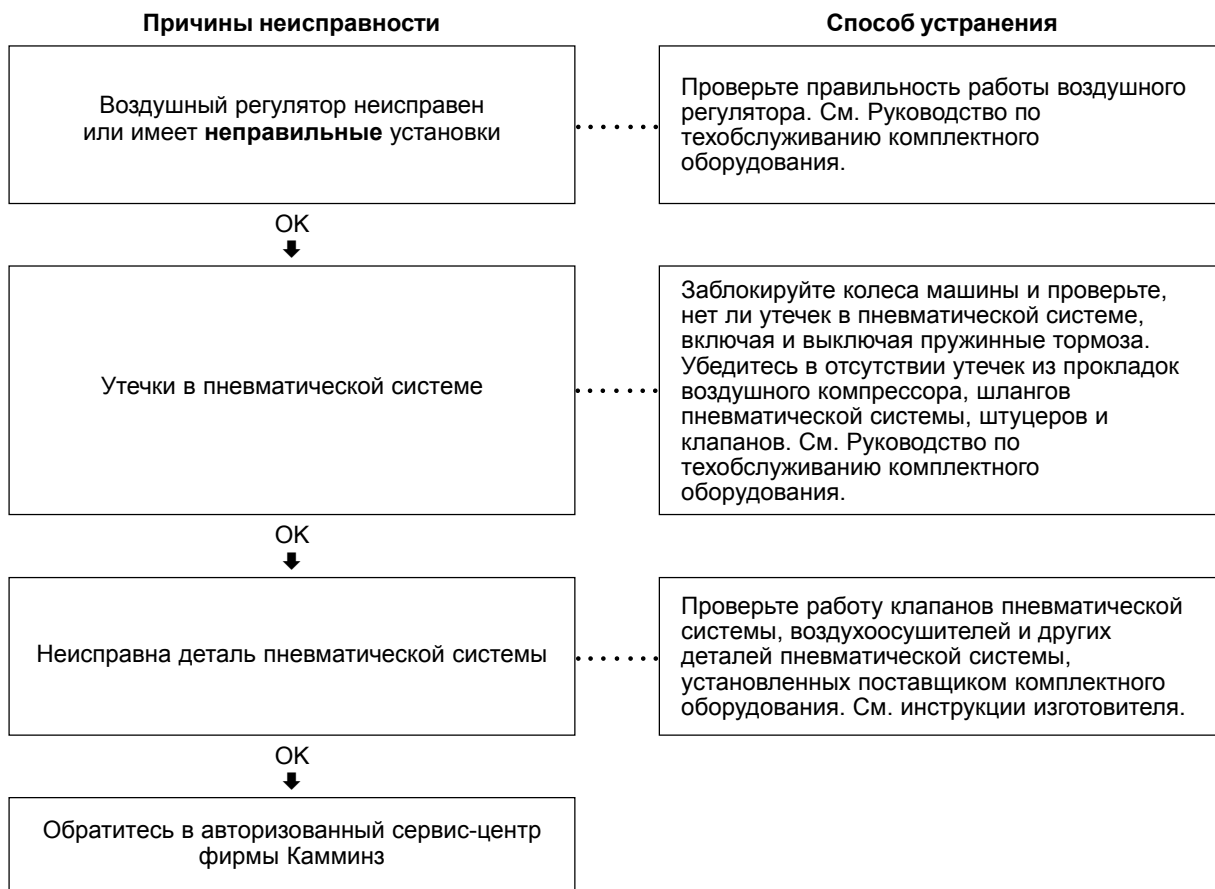 Причины неисправности
Способ устранения
Воздушный регулятор неисправен
или имеет неправильные установки
Проверьте правильность работы воздушного
регулятора. См. Руководство по
техобслуживанию комплектного
оборудования.
OK
Утечки в пневматической системе
Заблокируйте колеса машины и проверьте,
нет ли утечек в пневматической системе,
включая и выключая пружинные тормоза.
Убедитесь в отсутствии утечек из прокладок
воздушного компрессора, шлангов
пневматической системы, штуцеров и
клапанов. См. Руководство по
техобслуживанию комплектного
оборудования.
OK
Неисправна деталь пневматической системы
Проверьте работу клапанов пневматической
системы, воздухоосушителей и других
деталей пневматической системы,
установленных поставщиком комплектного
оборудования. См. инструкции изготовителя.
OK
Обратитесь в авторизованный сервис-центр
фирмы Камминз